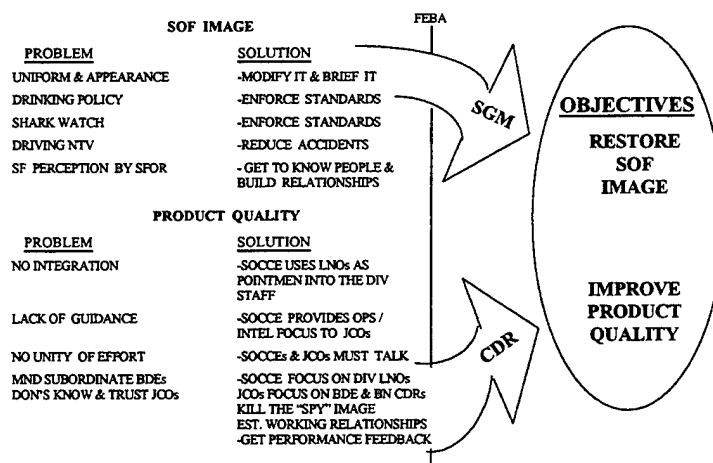 SOF IMAGE
FEBA
PROBLEM SOLUTION
UNIFORM & APPEARANCE -MODIFY IT & BRIEF IT
DRINKING POLICY -ENFORCE STANDARDS
SHARK WATCH -ENFORCE STANDARDS
DRIVING NTV -REDUCE ACCIDENTS
SF PERCEPTION BY SFOR - GET TO KNOW PEOPLE &
BUILD RELATIONSHIPS
SGM
PRODUCT QUALITY
PROBLEM SOLUTION
NO INTEGRATION -SOCCE USES LNOs AS
POINTMEN INTO THE DIV
STAFF
LACK OF GUIDANCE -SOCCE PROVIDES OPS /
INTEL FOCUS TO JCOs
NO UNITY OF EFFORT -SOCCEs & JCOs MUST TALK
MND SUBORDINATE BDEs -SOCCE FOCUS ON DIV LNOs
DON'S KNOW & TRUST JCOs JCOs FOCUS ON BDE & BN CDRs
KILL THE "SPY" IMAGE
EST. WORKING RELATIONSHIPS
-GET PERFORMANCE FEEDBACK
CDR
OBJECTIVES
RESTORE
SOF
IMAGE
IMPROVE
PRODUCT
QUALITY